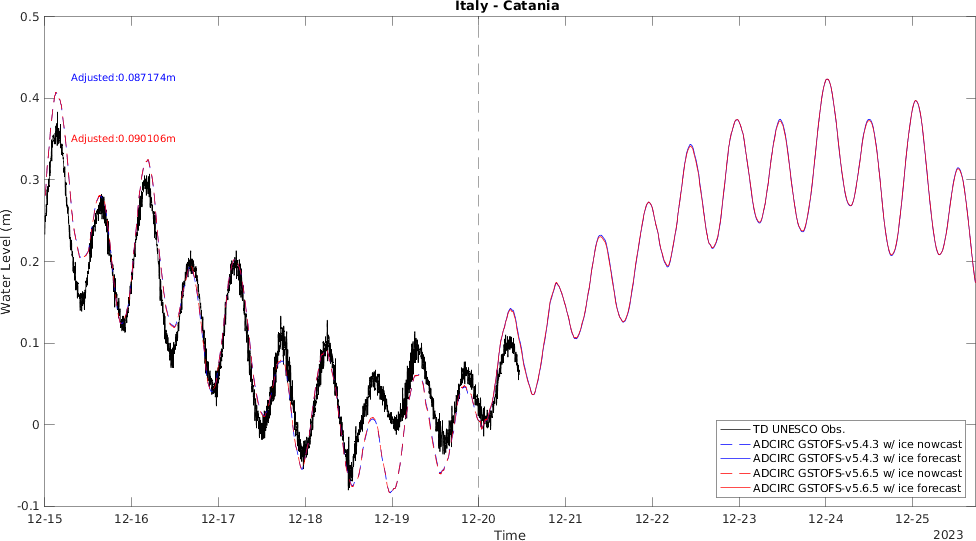 Italy - Catania
0.5
0.4
0.3
0.2
0.1
0
-0.1
Water Level (m)
Adjusted:0.087174m
Adjusted:0.090106m
TD UNESCO Obs.
ADCIRC GSTOFS-v5.4.3 w/ ice nowcast
ADCIRC GSTOFS-v5.4.3 w/ ice forecast
ADCIRC GSTOFS-v5.6.5 w/ ice nowcast
ADCIRC GSTOFS-v5.6.5 w/ ice forecast
12-15 12-16 12-17 12-18 12-19 12-20 12-21 12-22 12-23 12-24 12-25
Time
2023